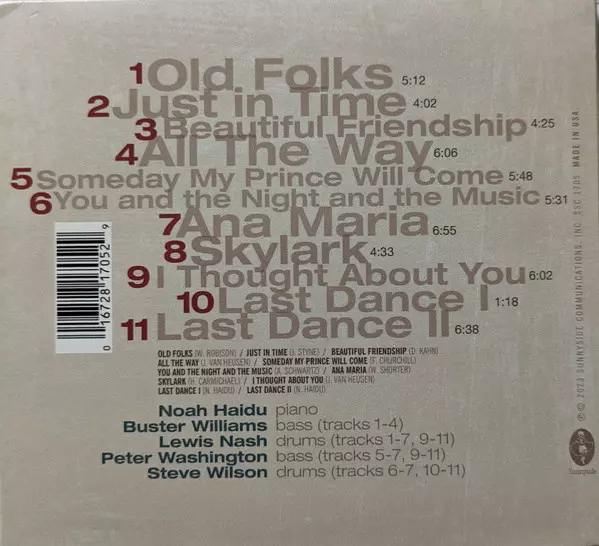 1 Old Folks 5:12
2 Just in Time 4:02
3 Beautiful Friendship 4:25
4 All The Way 6:06
5 Someday My Prince Will Come 5:48
6 You and the Night and the Music 5:31
7 Ana Maria 6:55
8 Skylark 4:33
9 I Thought About You 6:02
10 Last Dance I 1:18
11 Last Dance II 6:38
OLD FOLKS (W. ROBISON) / JUST IN TIME (J. STYNE) / BEAUTIFUL FRIENDSHIP (D. KAHN)
ALL THE WAY (J. VAN HEUSEN) / SOMEDAY MY PRINCE WILL COME (F. CHURCHILL)
YOU AND THE NIGHT AND THE MUSIC (A. SCHWARTZ) / ANA MARIA (W. SHORTER)
SKYLARK (H. CARMICHAEL) / I THOUGHT ABOUT YOU (J. VAN HEUSEN)
LAST DANCE I (N. HAIDU) / LAST DANCE II (N. HAIDU)
Noah Haidu piano
Buster Williams bass (tracks 1-4)
Lewis Nash drums (tracks 1-7, 9-11)
Peter Washington bass (tracks 5-7, 9-11)
Steve Wilson drums (tracks 6-7, 10-11)
0 16728 17052 9
℗ © 2023 SUNNYSIDE COMMUNICATIONS, INC. SSC 1705 MADE IN USA.
Sunnyside